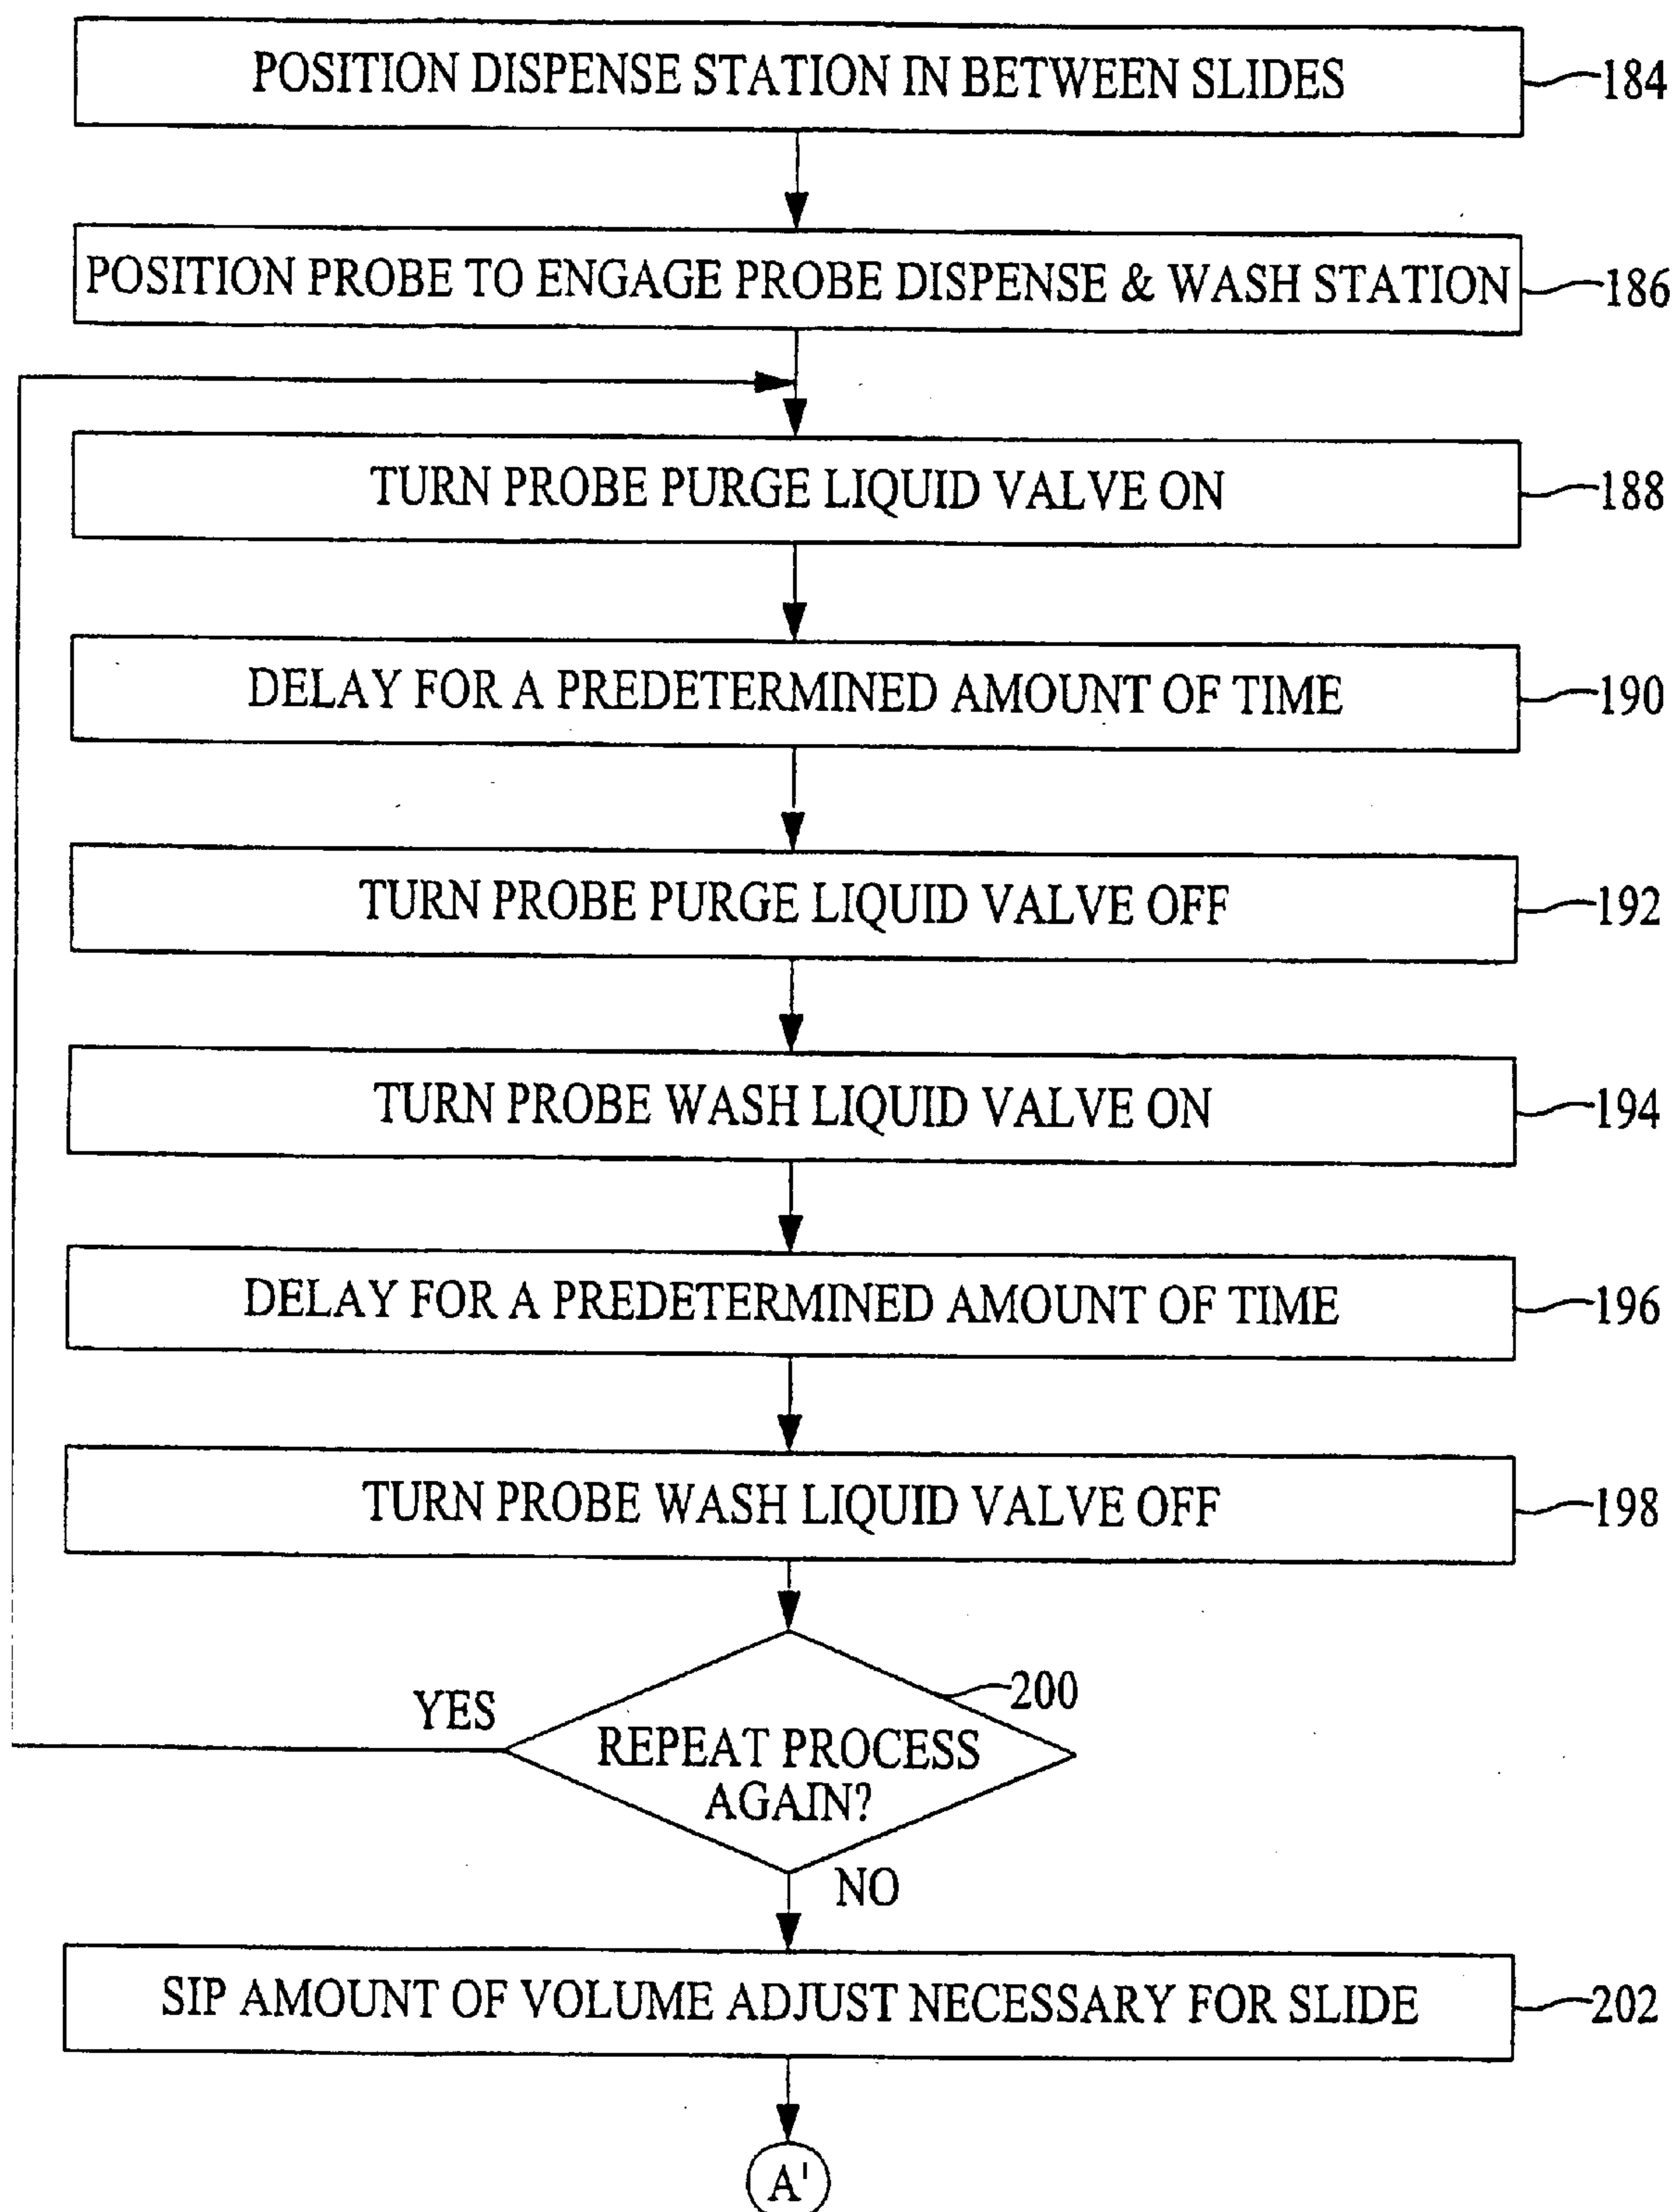 POSITION DISPENSE STATION IN BETWEEN SLIDES
184
POSITION PROBE TO ENGAGE PROBE DISPENSE & WASH STATION
186
TURN PROBE PURGE LIQUID VALVE ON
188
DELAY FOR A PREDETERMINED AMOUNT OF TIME
190
TURN PROBE PURGE LIQUID VALVE OFF
192
TURN PROBE WASH LIQUID VALVE ON
194
DELAY FOR A PREDETERMINED AMOUNT OF TIME
196
TURN PROBE WASH LIQUID VALVE OFF
198
200
YES
REPEAT PROCESS
AGAIN?
NO
SIP AMOUNT OF VOLUME ADJUST NECESSARY FOR SLIDE
202
A'